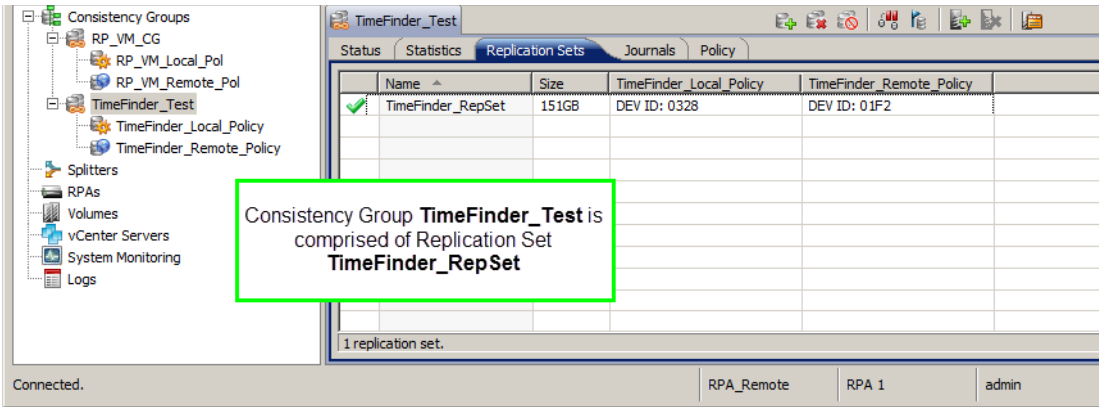 Consistency Groups
RP_VM_CG
RP_VM_Local_Pol
RP_VM_Remote_Pol
TimeFinder_Test
TimeFinder_Local_Policy
TimeFinder_Remote_Policy
Splitters
RPAs
Volumes
vCenter Servers
System Monitoring
Logs
TimeFinder_Test
Status Statistics Replication Sets Journals Policy
Name Size TimeFinder_Local_Policy TimeFinder_Remote_Policy
TimeFinder_RepSet 151GB DEV ID: 0328 DEV ID: 01F2
Consistency Group TimeFinder_Test is
comprised of Replication Set
TimeFinder_RepSet
1 replication set.
Connected. RPA_Remote RPA 1 admin